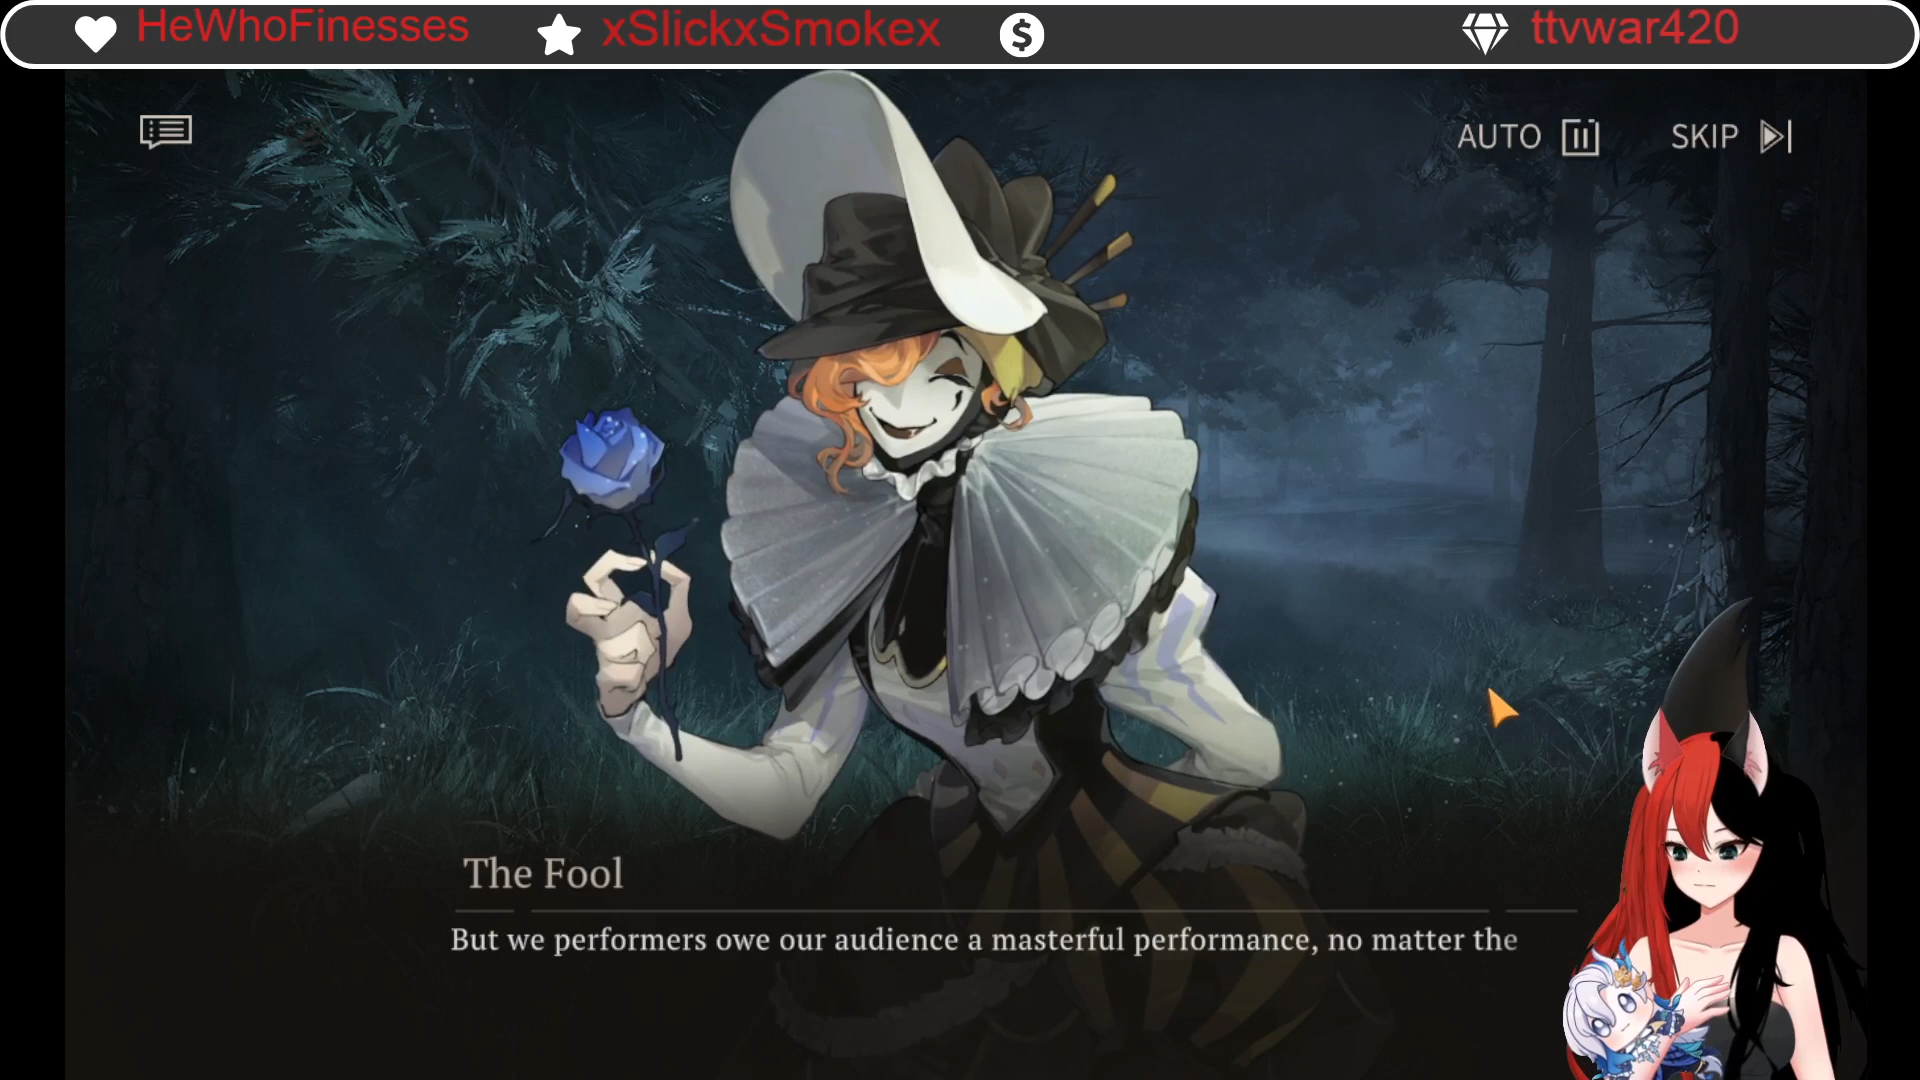 HeWhoFinesses
xSlickxSmokex
ttvwar420
AUTO
SKIP
The Fool
But we performers owe our audience a masterful performance, no matter the